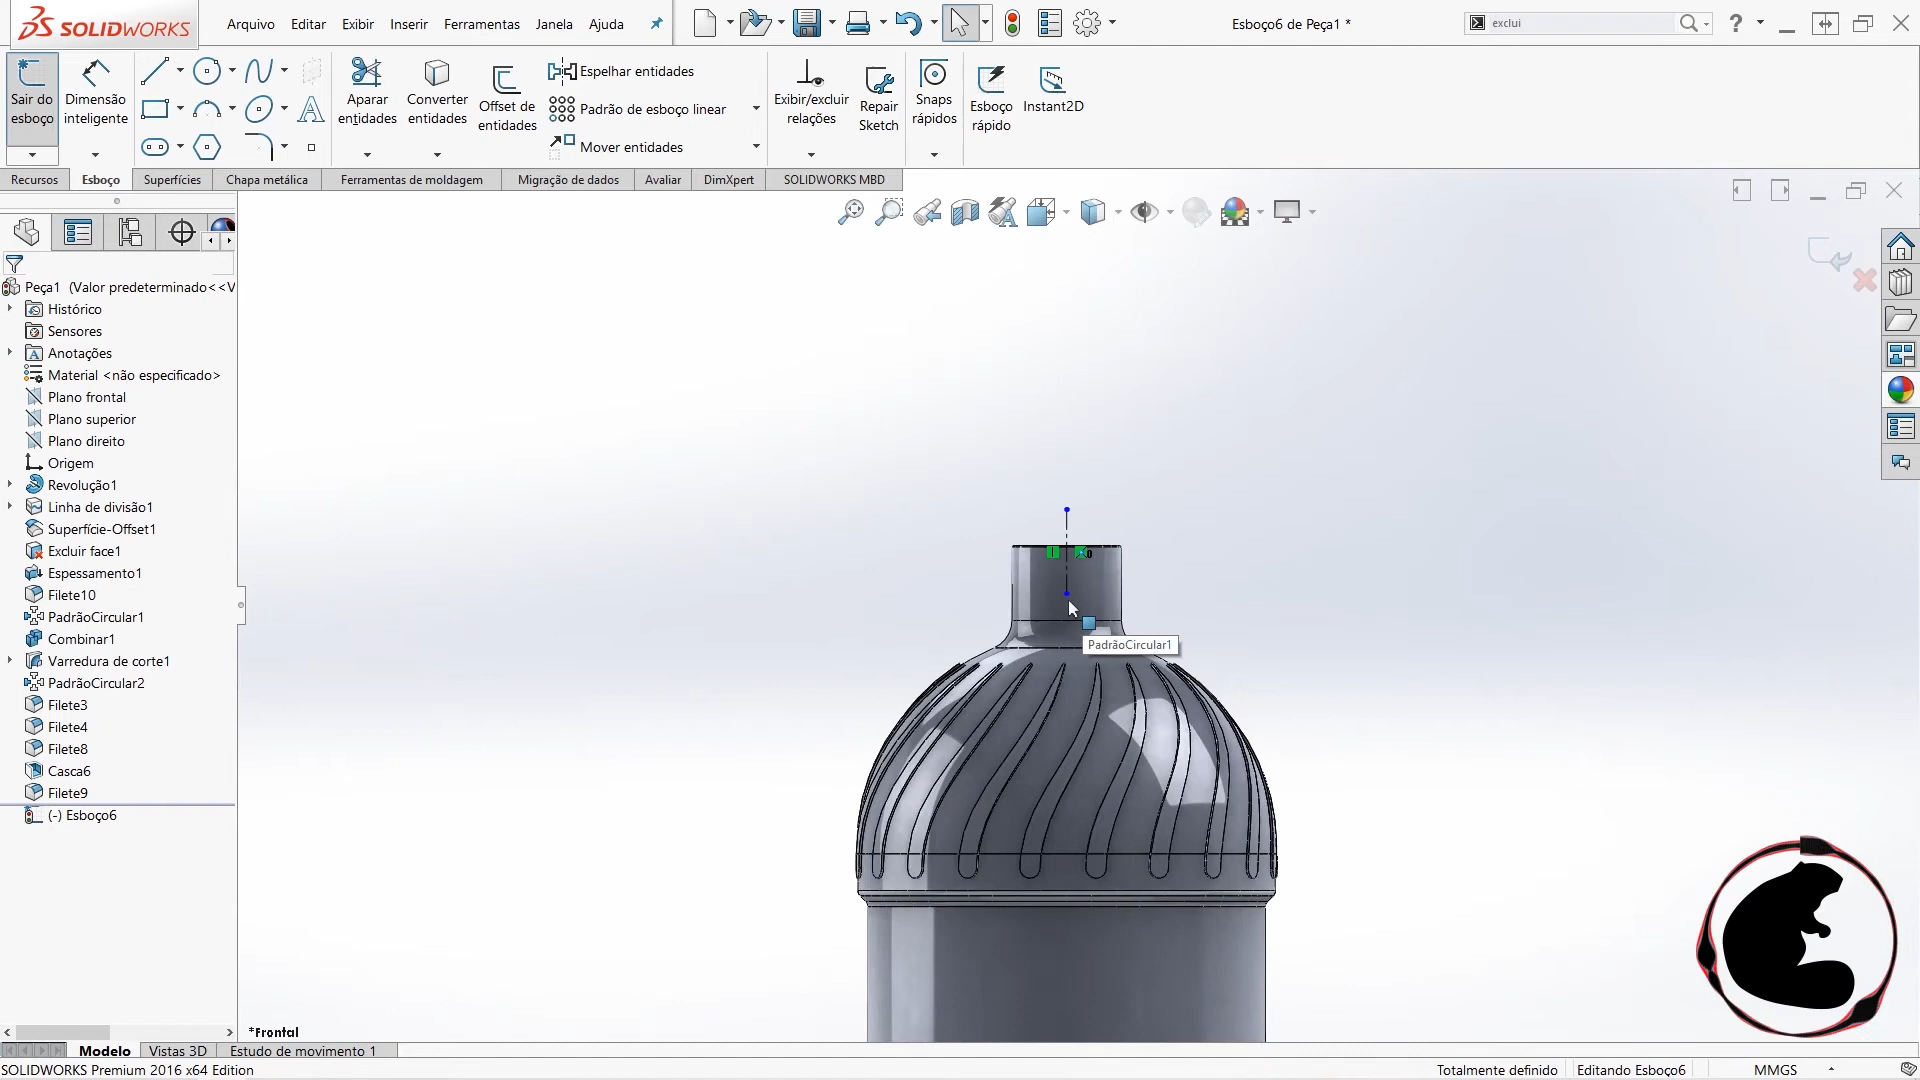 SOLIDWORKS
Arquivo Editar Exibir Inserir Ferramentas Janela Ajuda
Esboço6 de Peça1 *
exclui
Sair do esboço
Dimensão inteligente
Aparar entidades
Converter entidades
Offset de entidades
Espelhar entidades
Padrão de esboço linear
Mover entidades
Exibir/excluir relações
Repair Sketch
Snaps rápidos
Esboço rápido
Instant2D
Recursos Esboço Superfícies Chapa metálica Ferramentas de moldagem Migração de dados Avaliar DimXpert SOLIDWORKS MBD
Peça1 (Valor predeterminado<<V
Histórico
Sensores
Anotações
Material <não especificado>
Plano frontal
Plano superior
Plano direito
Origem
Revolução1
Linha de divisão1
Superfície-Offset1
Excluir face1
Espessamento1
Filete10
PadrãoCircular1
Combinar1
Varredura de corte1
PadrãoCircular2
Filete3
Filete4
Filete8
Casca6
Filete9
(-) Esboço6
PadrãoCircular1
*Frontal
Modelo Vistas 3D Estudo de movimento 1
SOLIDWORKS Premium 2016 x64 Edition
Totalmente definido Editando Esboço6 MMGS